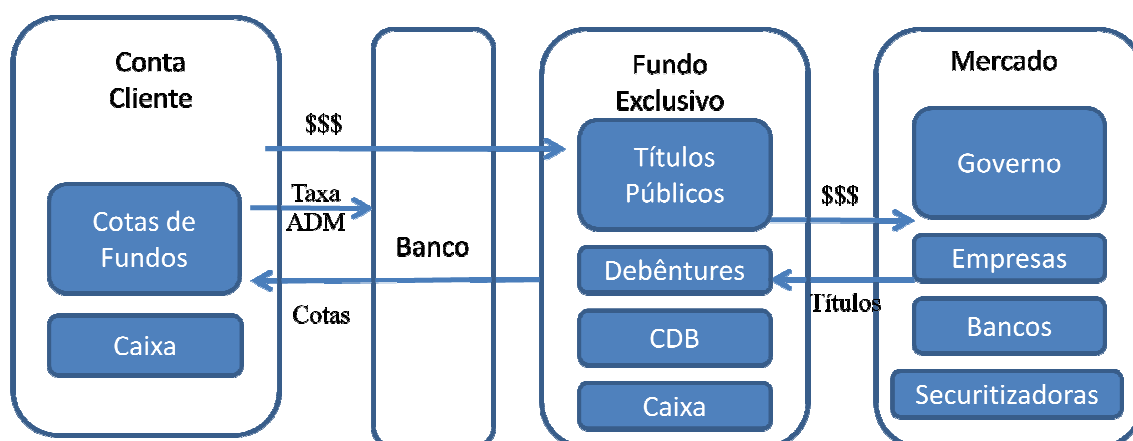 Conta
Cliente
Cotas de
Fundos
Caixa
$$$
Taxa
ADM
Cotas
Banco
Fundo
Exclusivo
Títulos
Públicos
Debêntures
CDB
Caixa
$$$
Títulos
Mercado
Governo
Empresas
Bancos
Securitizadoras